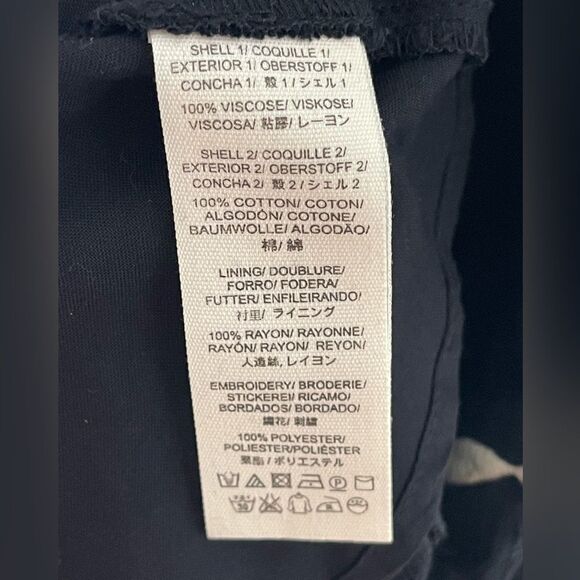 SHELL 1/ COQUILLE 1/
EXTERIOR 1/ OBERSTOFF 1/
CONCHA 1/ 殼 1/ シェル 1
100% VISCOSE/ VISKOSE/
VISCOSA/ 粘膠/ レーヨン
SHELL 2/ COQUILLE 2/
EXTERIOR 2/ OBERSTOFF 2/
CONCHA 2/ 殼 2/ シェル 2
100% COTTON/ COTON/
ALGODÓN/ COTONE/
BAUMWOLLE/ ALGODÃO/
棉/ 綿
LINING/ DOUBLURE/
FORRO/ FODERA/
FUTTER/ ENFILEIRANDO/
衬里/ ライニング
100% RAYON/ RAYONNE/
RAYÓN/ RAYON/ REYON/
人造絲, レイヨン
EMBROIDERY/ BRODERIE/
STICKEREI/ RICAMO/
BORDADOS/ BORDADO/
繡花/ 刺繍
100% POLYESTER/
POLIESTER/POLIÉSTER/
聚酯/ ポリエステル
P
30